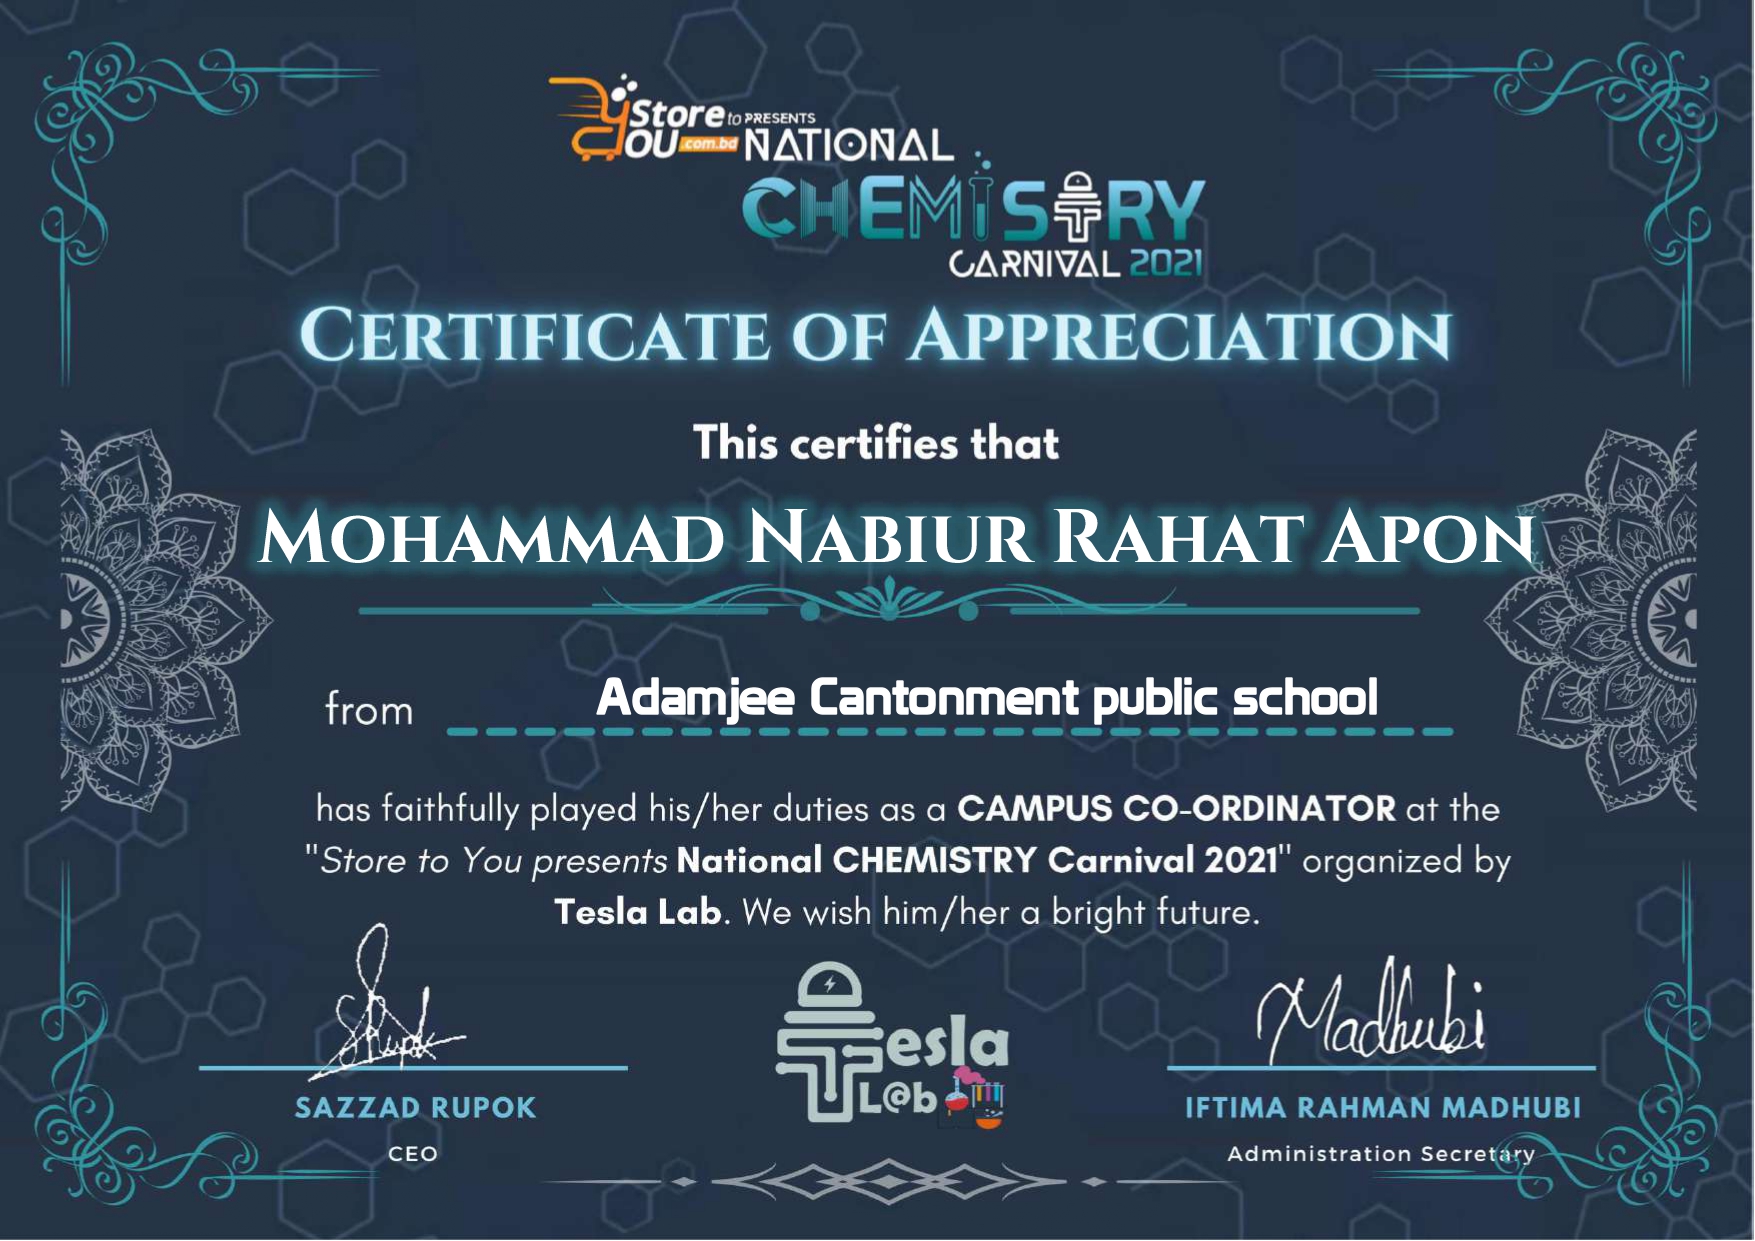 Store to PRESENTS
YOU .com.bd NATIONAL
CHEMISTRY
CARNIVAL 2021
CERTIFICATE OF APPRECIATION
This certifies that
MOHAMMAD NABIUR RAHAT APON
from Adamjee Cantonment public school
has faithfully played his/her duties as a CAMPUS CO-ORDINATOR at the
"Store to You presents National CHEMISTRY Carnival 2021" organized by
Tesla Lab. We wish him/her a bright future.
SRupok
Madhubi
Tesla
L@b
SAZZAD RUPOK
IFTIMA RAHMAN MADHUBI
CEO
Administration Secretary